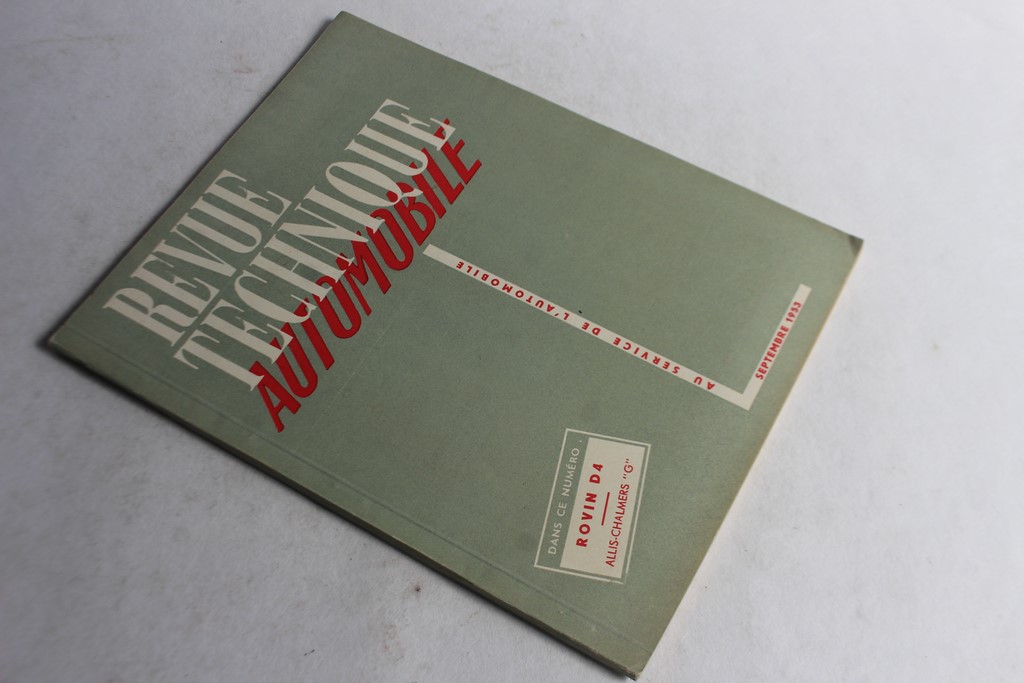 REVUE
TECHNIQUE
AUTOMOBILE
AU SERVICE DE L'AUTOMOBILE
SEPTEMBRE 1953
DANS CE NUMÉRO :
ROVIN D4
ALLIS-CHALMERS "G"